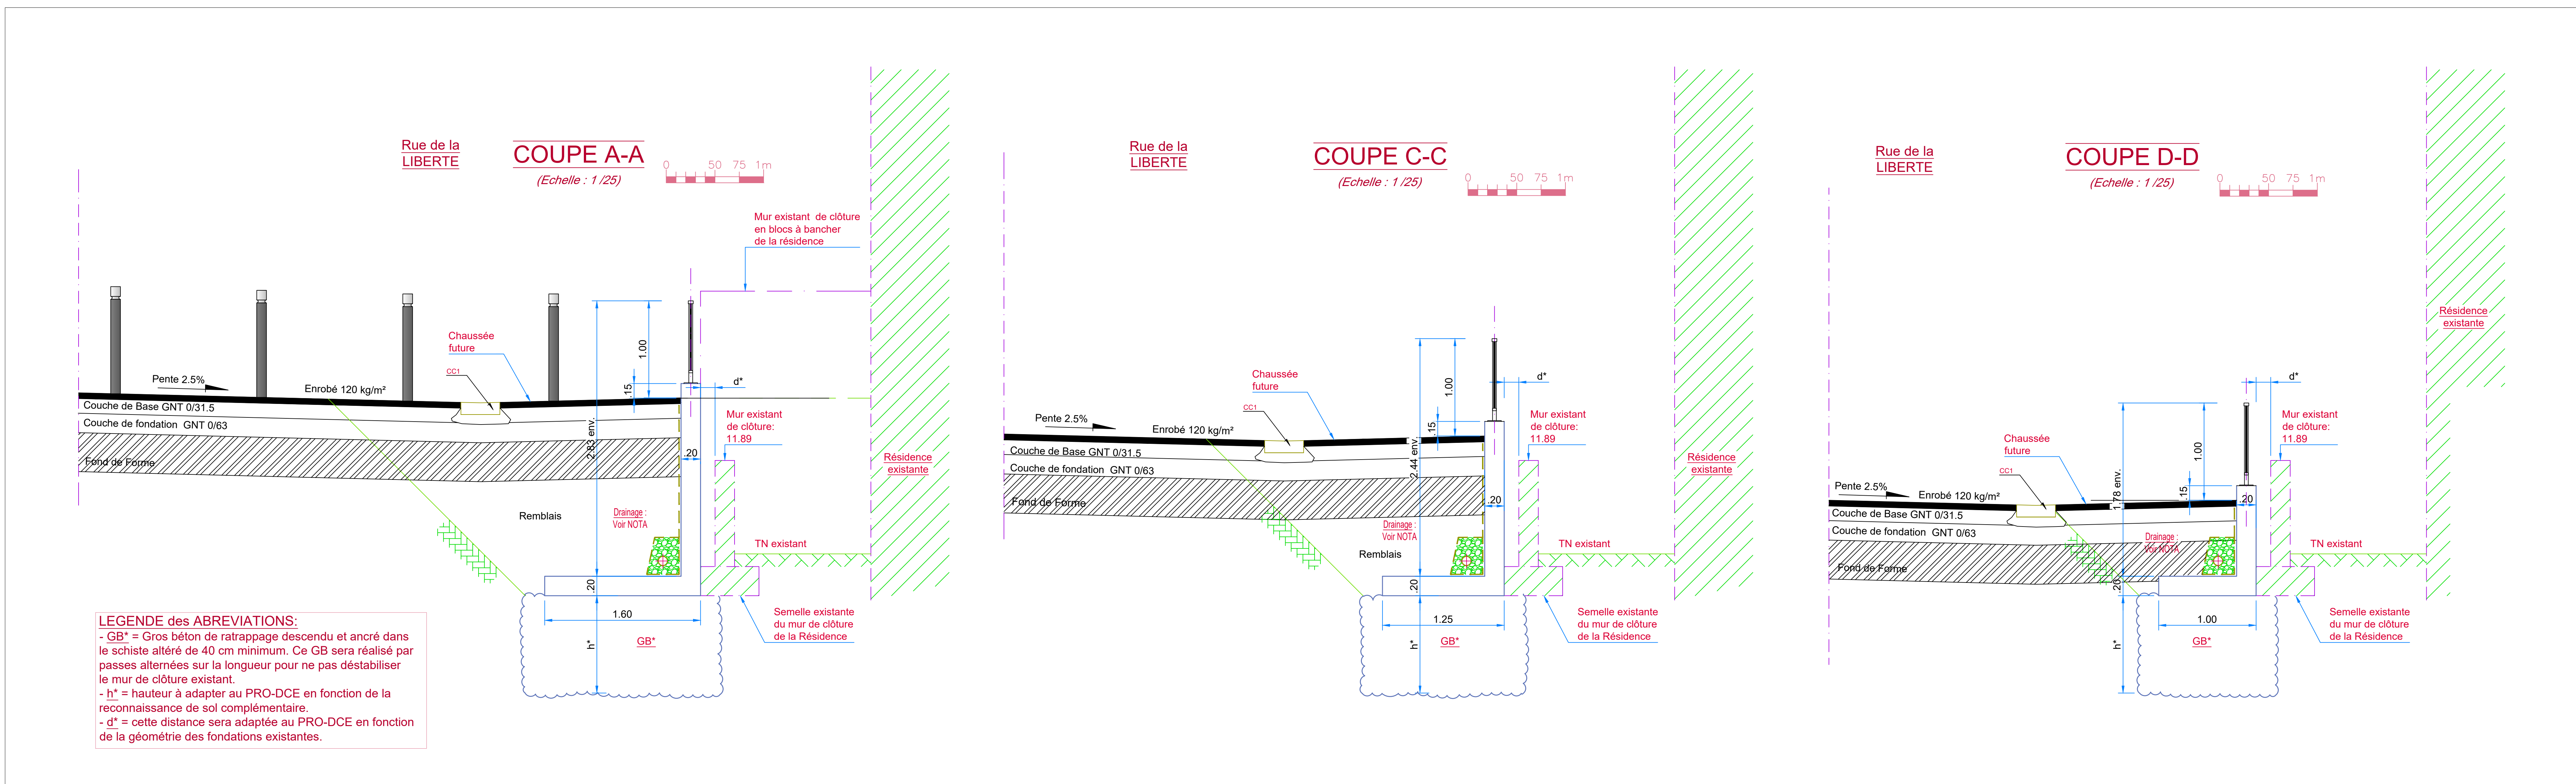 Rue de la
LIBERTE
COUPE A-A
(Echelle : 1 /25)
0 50 75 1m
Mur existant de clôture
en blocs à bancher
de la résidence
Chaussée
future
CC1
Pente 2.5%
Enrobé 120 kg/m²
Couche de Base GNT 0/31.5
Couche de fondation GNT 0/63
Fond de Forme
1.00
.15
2.83 env.
.20
d*
Mur existant
de clôture:
11.89
Résidence
existante
Remblais
Drainage :
Voir NOTA
TN existant
.20
1.60
h*
GB*
Semelle existante
du mur de clôture
de la Résidence
LEGENDE des ABREVIATIONS:
- GB* = Gros béton de ratrappage descendu et ancré dans
le schiste altéré de 40 cm minimum. Ce GB sera réalisé par
passes alternées sur la longueur pour ne pas déstabiliser
le mur de clôture existant.
- h* = hauteur à adapter au PRO-DCE en fonction de la
reconnaissance de sol complémentaire.
- d* = cette distance sera adaptée au PRO-DCE en fonction
de la géométrie des fondations existantes.
Rue de la
LIBERTE
COUPE C-C
(Echelle : 1 /25)
0 50 75 1m
Chaussée
future
CC1
Pente 2.5%
Enrobé 120 kg/m²
Couche de Base GNT 0/31.5
Couche de fondation GNT 0/63
Fond de Forme
1.00
.15
2.44 env.
.20
d*
Mur existant
de clôture:
11.89
Résidence
existante
Drainage :
Voir NOTA
Remblais
TN existant
.20
1.25
h*
GB*
Semelle existante
du mur de clôture
de la Résidence
Rue de la
LIBERTE
COUPE D-D
(Echelle : 1 /25)
0 50 75 1m
Résidence
existante
Chaussée
future
CC1
Pente 2.5%
Enrobé 120 kg/m²
Couche de Base GNT 0/31.5
Couche de fondation GNT 0/63
Fond de Forme
1.00
.15
1.78 env.
.20
d*
Mur existant
de clôture:
11.89
Drainage :
Voir NOTA
TN existant
.20
1.00
h*
GB*
Semelle existante
du mur de clôture
de la Résidence